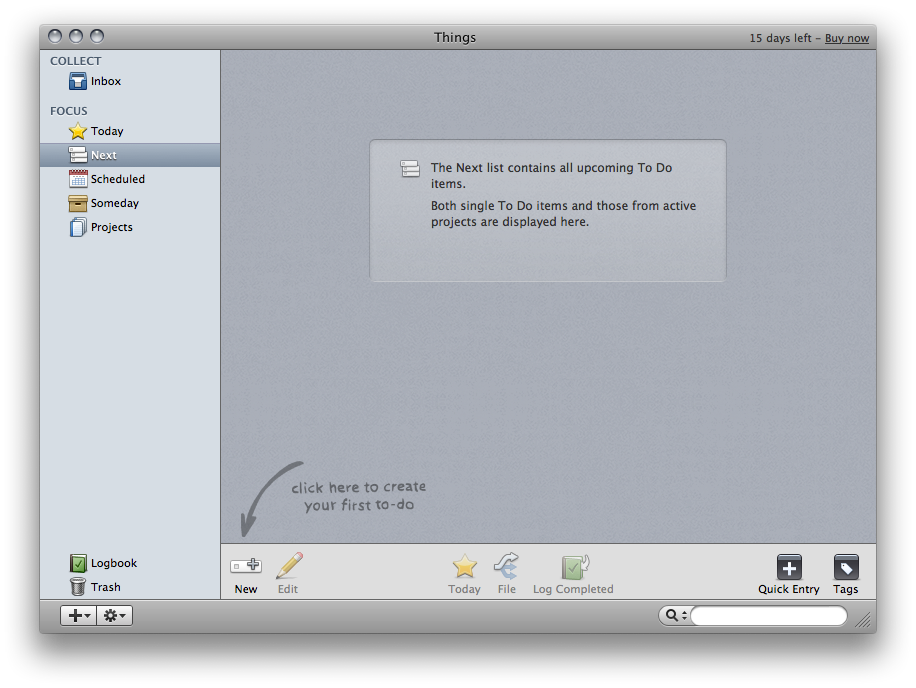 Things
15 days left – Buy now
COLLECT
Inbox
FOCUS
Today
Next
Scheduled
Someday
Projects
The Next list contains all upcoming To Do
items.
Both single To Do items and those from active
projects are displayed here.
click here to create
your first to-do
Logbook
Trash
New
Edit
Today
File
Log Completed
Quick Entry
Tags